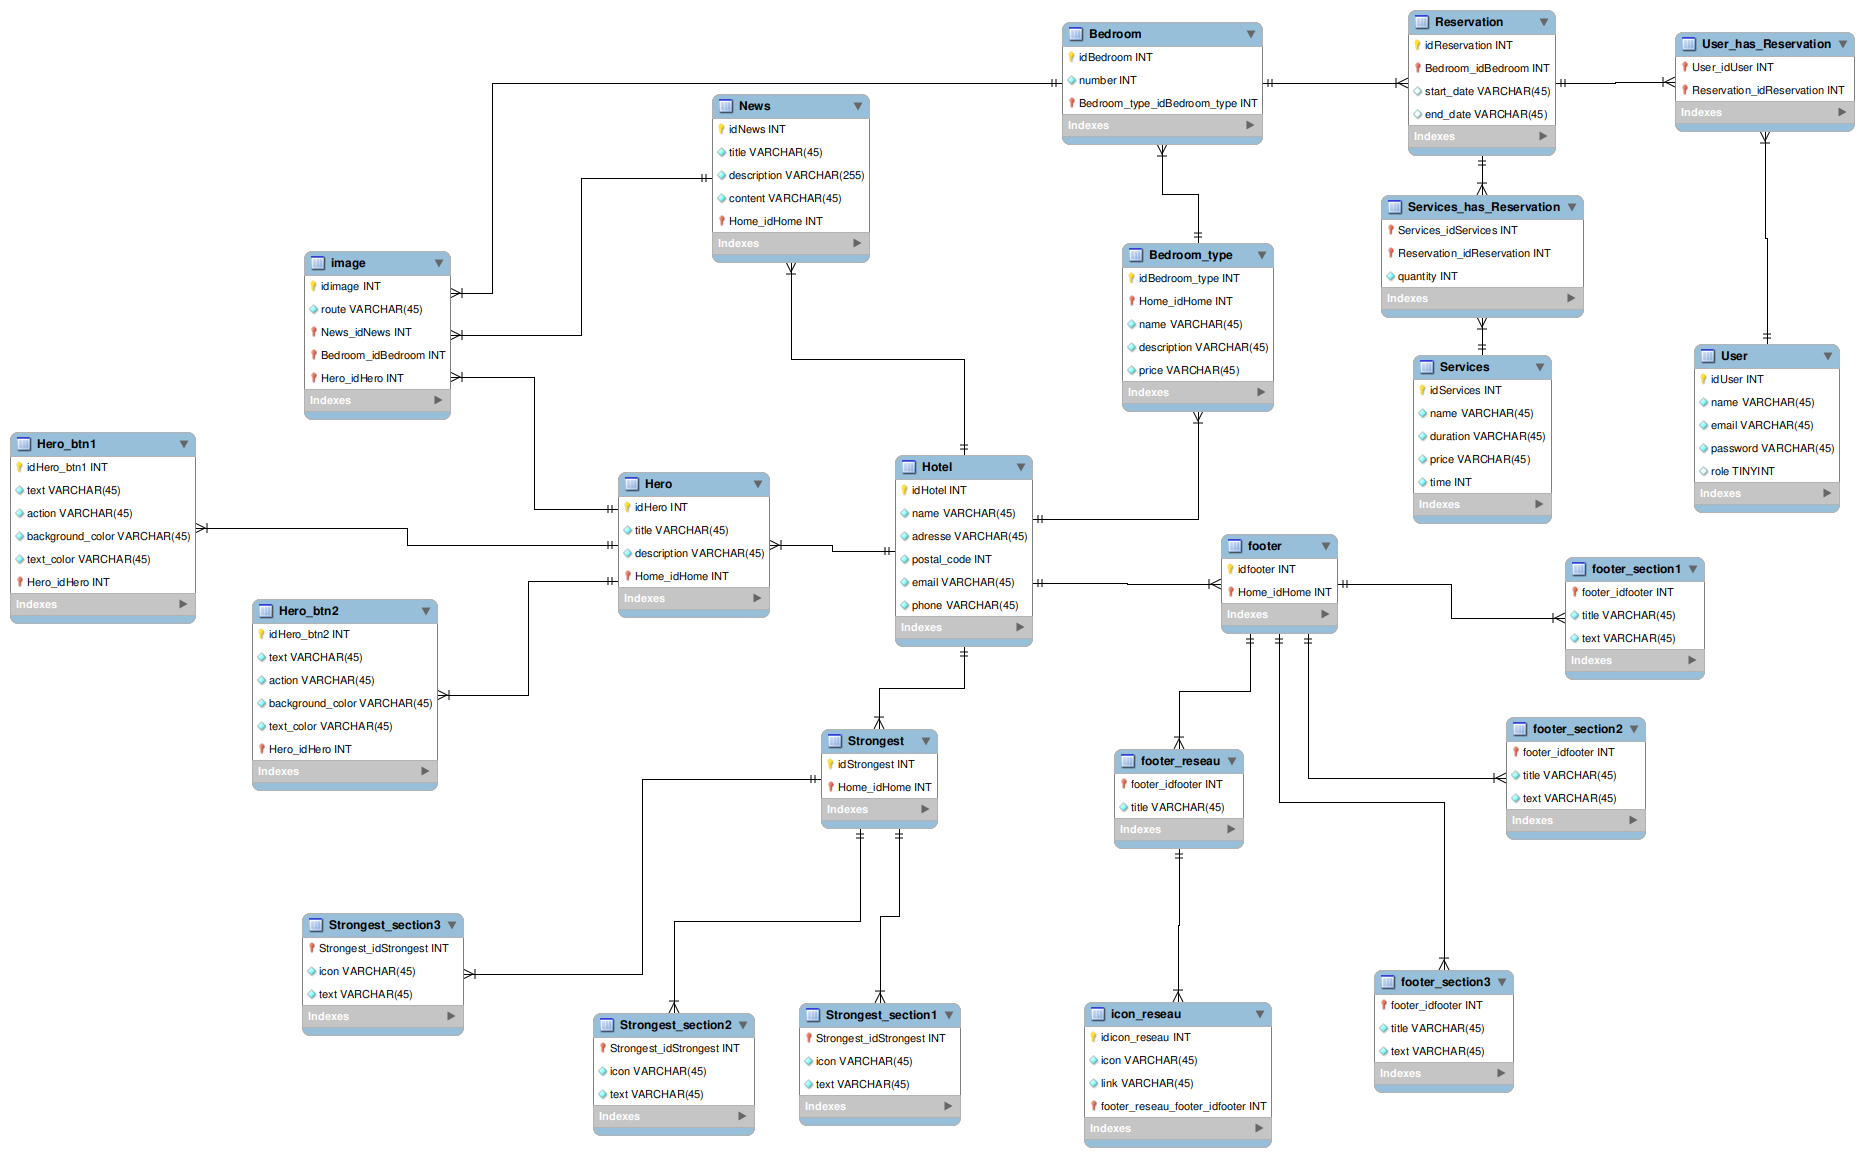 Bedroom
idBedroom INT
number INT
Bedroom_type_idBedroom_type INT
Indexes
Reservation
idReservation INT
Bedroom_idBedroom INT
start_date VARCHAR(45)
end_date VARCHAR(45)
Indexes
User_has_Reservation
User_idUser INT
Reservation_idReservation INT
Indexes
News
idNews INT
title VARCHAR(45)
description VARCHAR(255)
content VARCHAR(45)
Home_idHome INT
Indexes
Services_has_Reservation
Services_idServices INT
Reservation_idReservation INT
quantity INT
Indexes
image
idimage INT
route VARCHAR(45)
News_idNews INT
Bedroom_idBedroom INT
Hero_idHero INT
Indexes
Bedroom_type
idBedroom_type INT
Home_idHome INT
name VARCHAR(45)
description VARCHAR(45)
price VARCHAR(45)
Indexes
Services
idServices INT
name VARCHAR(45)
duration VARCHAR(45)
price VARCHAR(45)
time INT
Indexes
User
idUser INT
name VARCHAR(45)
email VARCHAR(45)
password VARCHAR(45)
role TINYINT
Indexes
Hero_btn1
idHero_btn1 INT
text VARCHAR(45)
action VARCHAR(45)
background_color VARCHAR(45)
text_color VARCHAR(45)
Hero_idHero INT
Indexes
Hero
idHero INT
title VARCHAR(45)
description VARCHAR(45)
Home_idHome INT
Indexes
Hotel
idHotel INT
name VARCHAR(45)
adresse VARCHAR(45)
postal_code INT
email VARCHAR(45)
phone VARCHAR(45)
Indexes
footer
idfooter INT
Home_idHome INT
Indexes
footer_section1
footer_idfooter INT
title VARCHAR(45)
text VARCHAR(45)
Indexes
Hero_btn2
idHero_btn2 INT
text VARCHAR(45)
action VARCHAR(45)
background_color VARCHAR(45)
text_color VARCHAR(45)
Hero_idHero INT
Indexes
Strongest
idStrongest INT
Home_idHome INT
Indexes
footer_reseau
footer_idfooter INT
title VARCHAR(45)
Indexes
footer_section2
footer_idfooter INT
title VARCHAR(45)
text VARCHAR(45)
Indexes
Strongest_section3
Strongest_idStrongest INT
icon VARCHAR(45)
text VARCHAR(45)
Indexes
Strongest_section2
Strongest_idStrongest INT
icon VARCHAR(45)
text VARCHAR(45)
Indexes
Strongest_section1
Strongest_idStrongest INT
icon VARCHAR(45)
text VARCHAR(45)
Indexes
icon_reseau
idicon_reseau INT
icon VARCHAR(45)
link VARCHAR(45)
footer_reseau_footer_idfooter INT
Indexes
footer_section3
footer_idfooter INT
title VARCHAR(45)
text VARCHAR(45)
Indexes